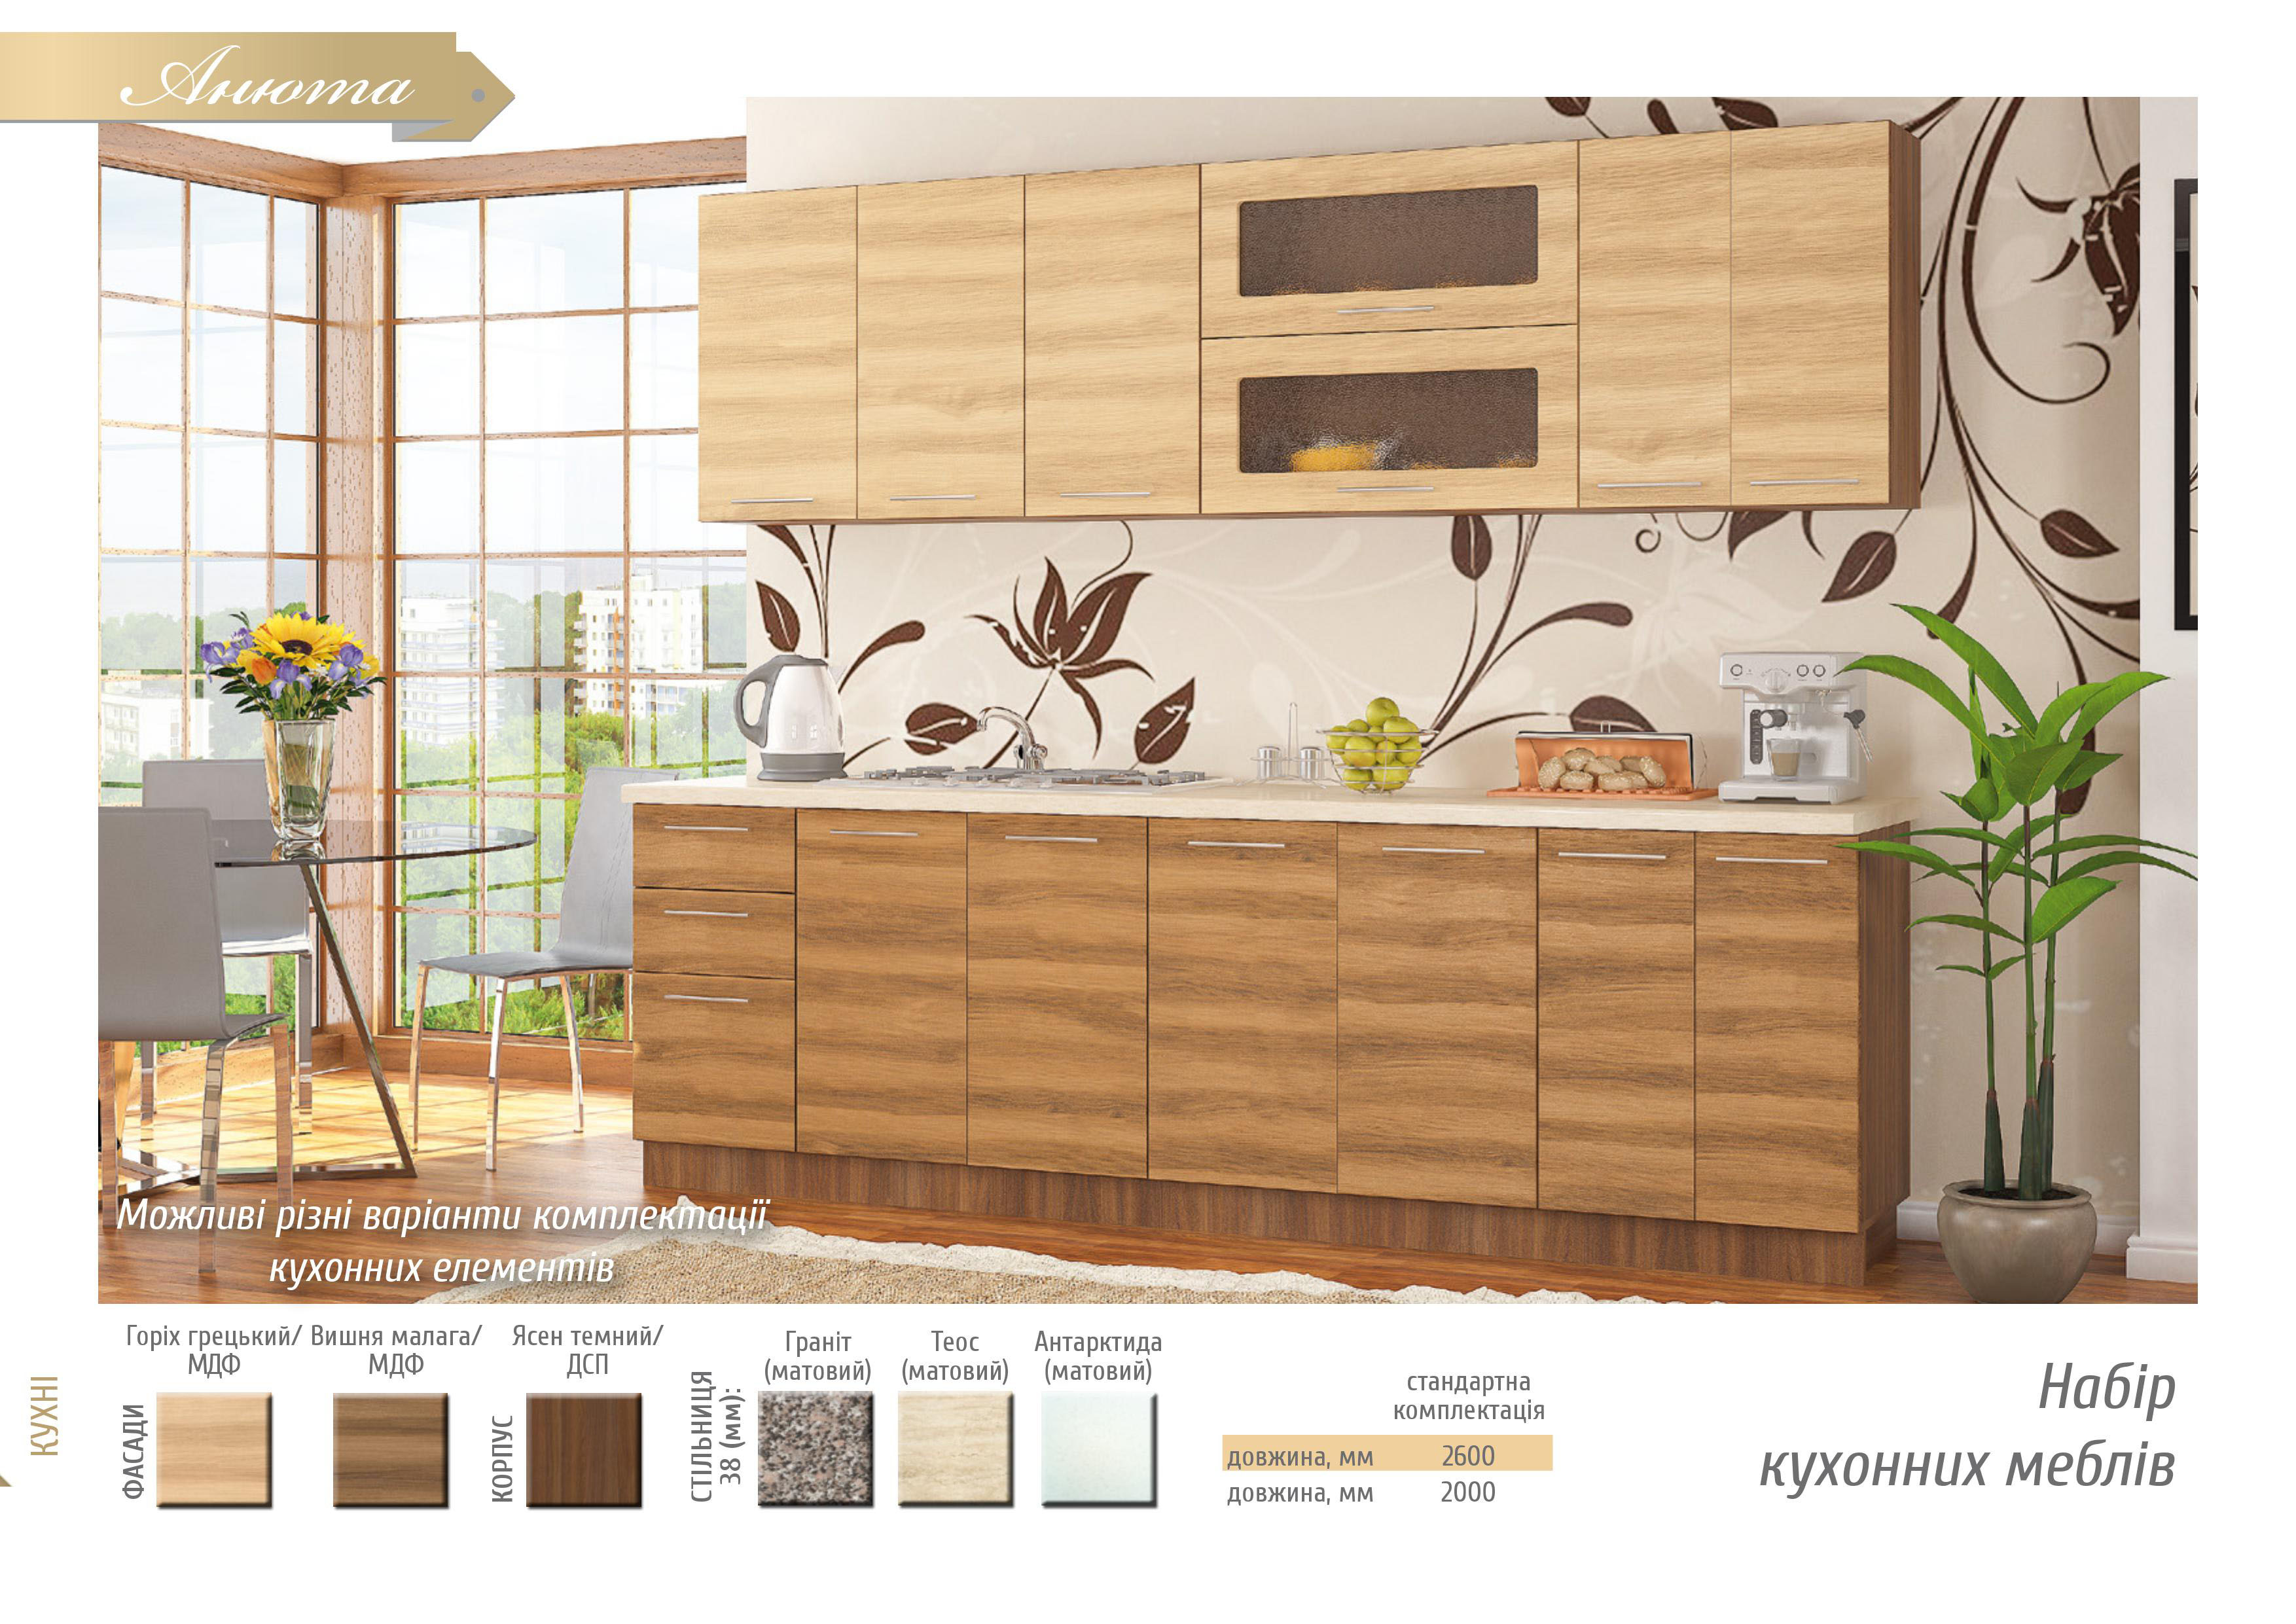 Анюта
Можливі різні варіанти комплектації
кухонних елементів
КУХНІ
ФАСАДИ
Горіх грецький/
МДФ
Вишня малага/
МДФ
КОРПУС
Ясен темний/
ДСП
СТІЛЬНИЦЯ
38 (мм):
Граніт
(матовий)
Теос
(матовий)
Антарктида
(матовий)
стандартна
комплектація
довжина, мм 2600
довжина, мм 2000
Набір
кухонних меблів